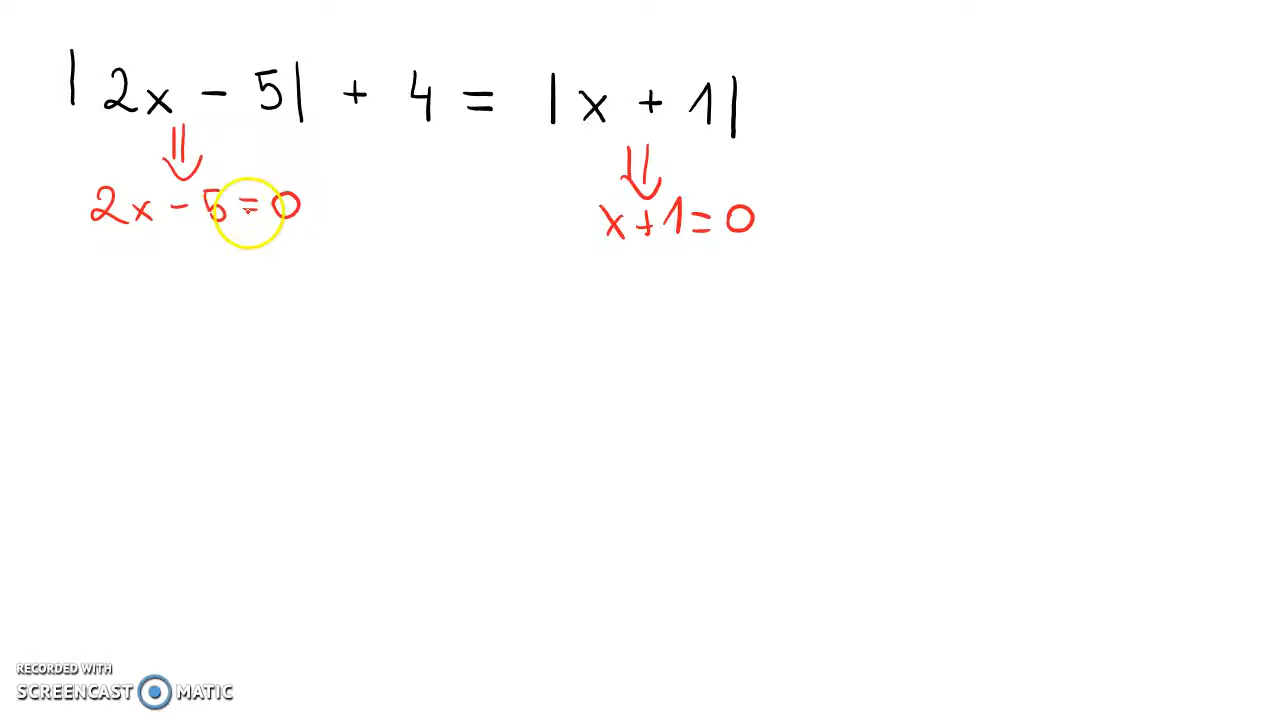 |2x - 5| + 4 = |x + 1|
2x - 5 = 0
x + 1 = 0
RECORDED WITH
SCREENCAST MATIC